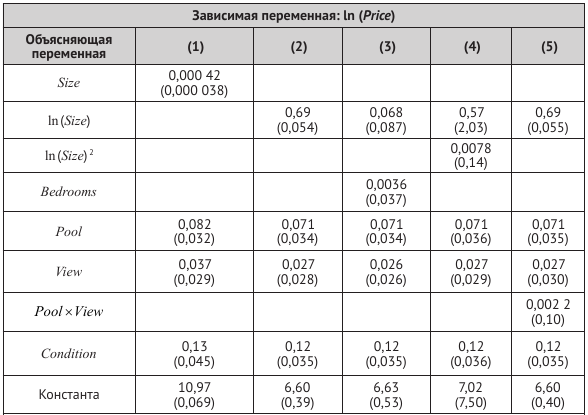 Зависимая переменная: ln (Price)
Объясняющая переменная (1) (2) (3) (4) (5)
Size 0,000 42
(0,000 038)
ln (Size) 0,69 0,068 0,57 0,69
(0,054) (0,087) (2,03) (0,055)
ln (Size) ² 0,0078
(0,14)
Bedrooms 0,0036
(0,037)
Pool 0,082 0,071 0,071 0,071 0,071
(0,032) (0,034) (0,034) (0,036) (0,035)
View 0,037 0,027 0,026 0,027 0,027
(0,029) (0,028) (0,026) (0,029) (0,030)
Pool × View 0,002 2
(0,10)
Condition 0,13 0,12 0,12 0,12 0,12
(0,045) (0,035) (0,035) (0,036) (0,035)
Константа 10,97 6,60 6,63 7,02 6,60
(0,069) (0,39) (0,53) (7,50) (0,40)